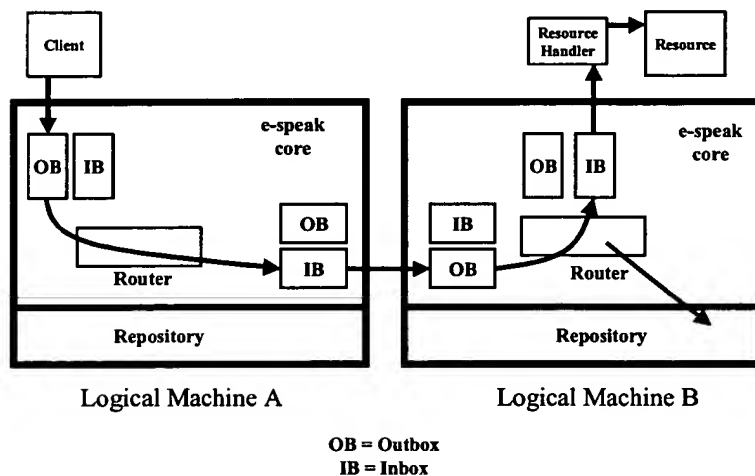 Client
Resource
Handler
Resource
e-speak
core
e-speak
core
OB
IB
OB
IB
OB
IB
IB
OB
Router
Router
Repository
Repository
Logical Machine A
Logical Machine B
OB = Outbox
IB = Inbox